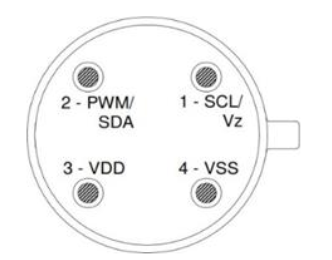 2 - PWM/
SDA
1 - SCL/
Vz
3 - VDD
4 - VSS